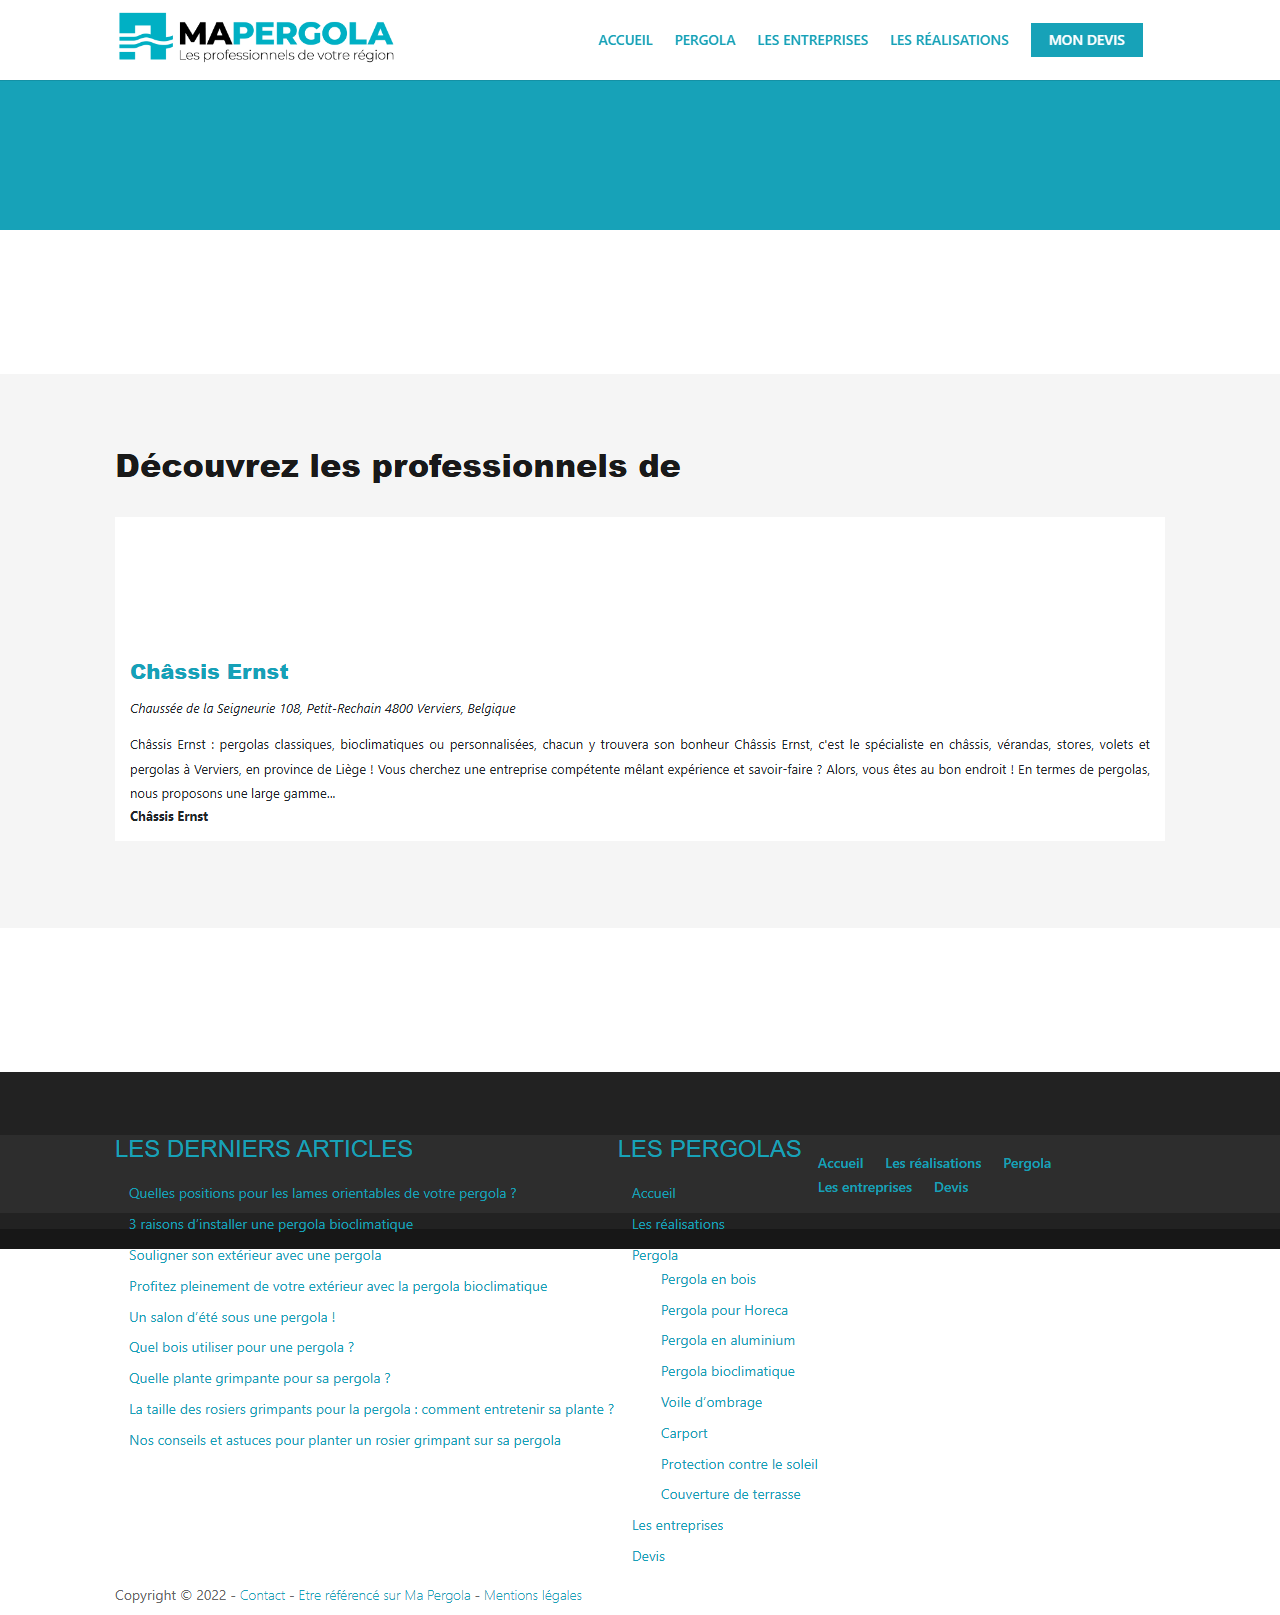 MAPERGOLA
Les professionnels de votre région
ACCUEIL
PERGOLA
LES ENTREPRISES
LES RÉALISATIONS
MON DEVIS
Découvrez les professionnels de
Châssis Ernst
Chaussée de la Seigneurie 108, Petit-Rechain 4800 Verviers, Belgique
Châssis Ernst : pergolas classiques, bioclimatiques ou personnalisées, chacun y trouvera son bonheur Châssis Ernst, c'est le spécialiste en châssis, vérandas, stores, volets et
pergolas à Verviers, en province de Liège ! Vous cherchez une entreprise compétente mêlant expérience et savoir-faire ? Alors, vous êtes au bon endroit ! En termes de pergolas,
nous proposons une large gamme...
Châssis Ernst
LES DERNIERS ARTICLES
Quelles positions pour les lames orientables de votre pergola ?
3 raisons d'installer une pergola bioclimatique
Souligner son extérieur avec une pergola
Profitez pleinement de votre extérieur avec la pergola bioclimatique
Un salon d'été sous une pergola !
Quel bois utiliser pour une pergola ?
Quelle plante grimpante pour sa pergola ?
La taille des rosiers grimpants pour la pergola : comment entretenir sa plante ?
Nos conseils et astuces pour planter un rosier grimpant sur sa pergola
LES PERGOLAS
Accueil
Les réalisations
Pergola
Pergola en bois
Pergola pour Horeca
Pergola en aluminium
Pergola bioclimatique
Voile d'ombrage
Carport
Protection contre le soleil
Couverture de terrasse
Les entreprises
Devis
Accueil Les réalisations Pergola
Les entreprises Devis
Copyright © 2022 - Contact - Etre référencé sur Ma Pergola - Mentions légales